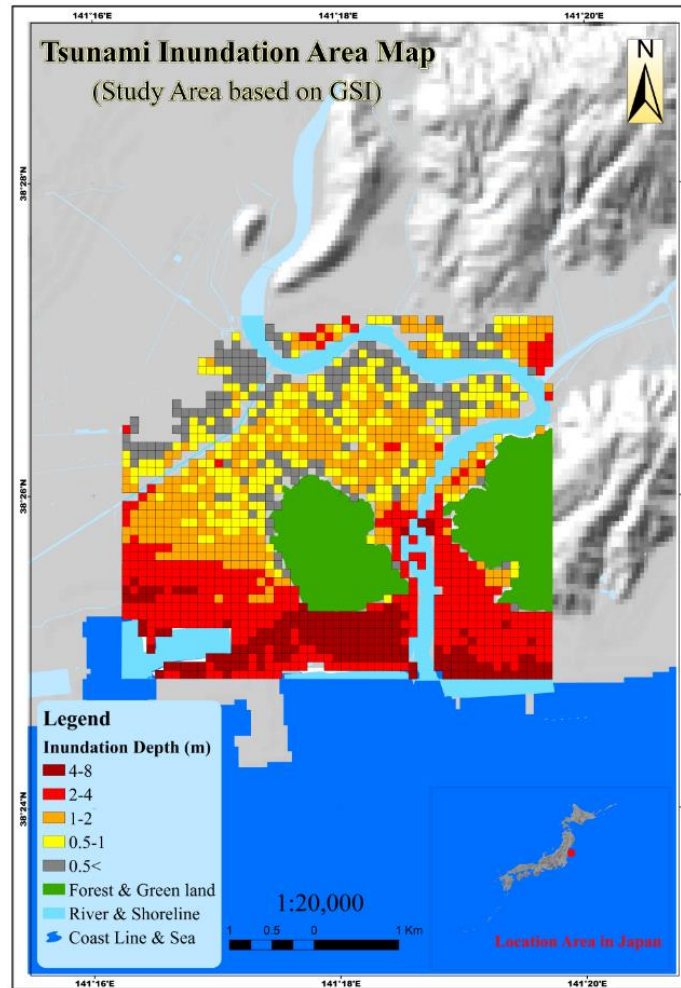 141°16'E 141°18'E 141°20'E
Tsunami Inundation Area Map
(Study Area based on GSI)
N
38°28'N
38°26'N
38°24'N
Legend
Inundation Depth (m)
4-8
2-4
1-2
0.5-1
0.5<
Forest & Green land
River & Shoreline
Coast Line & Sea
1:20,000
1 0.5 0 1 Km
Location Area in Japan
141°16'E 141°18'E 141°20'E